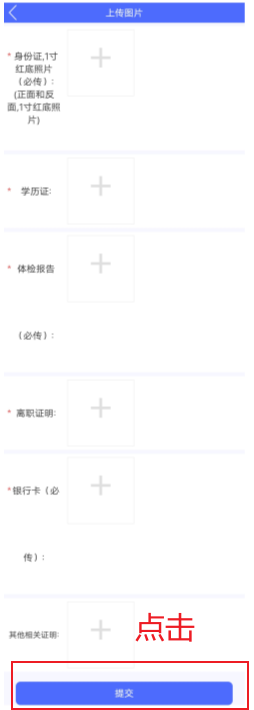 上传图片
* 身份证,1寸
红底照片
（必传）:
(正面和反
面,1寸红底照
片)
* 学历证:
* 体检报告
（必传）:
* 离职证明:
*银行卡（必
传）:
其他相关证明:
点击
提交